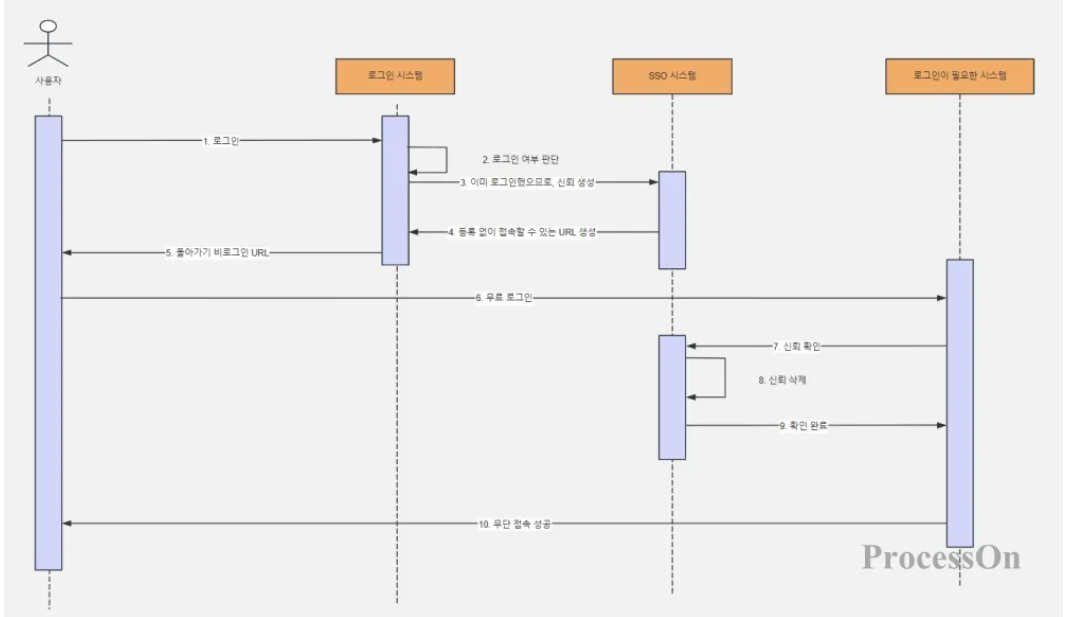 사용자
로그인 시스템
SSO 시스템
로그인이 필요한 시스템
1. 로그인
2. 로그인 여부 판단
3. 이미 로그인했으므로, 신뢰 생성
4. 등록 없이 접속할 수 있는 URL 생성
5. 돌아가기 비로그인 URL
6. 무료 로그인
7. 신뢰 확인
8. 신뢰 삭제
9. 확인 완료
10. 무단 접속 성공
ProcessOn